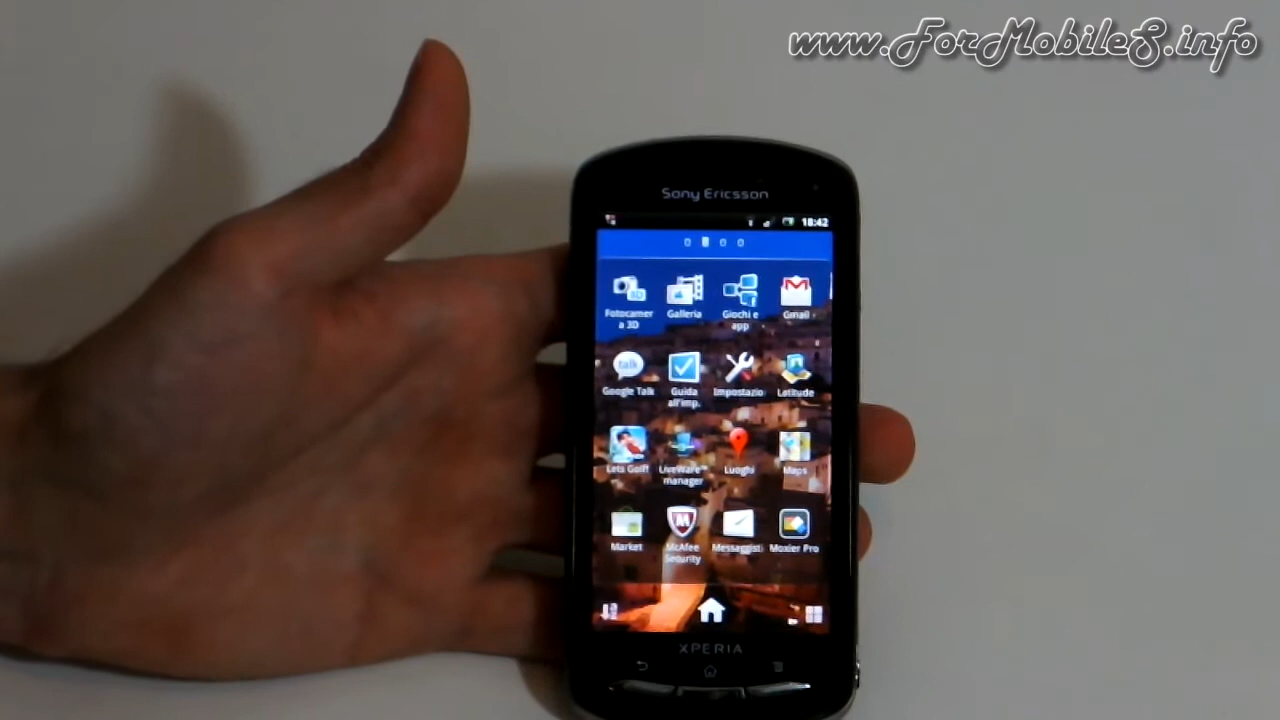 www.ForMobileS.info
Sony Ericsson
18:42
Fotocamer
a 3D
Galleria
Giochi e
app
Gmail
talk
Google Talk
Guida
all'imp.
Impostazio
Latitude
Lets Golf!
LiveWare™
manager
Luoghi
Maps
Market
McAfee
Security
Messaggisti
Moxier Pro
XPERIA